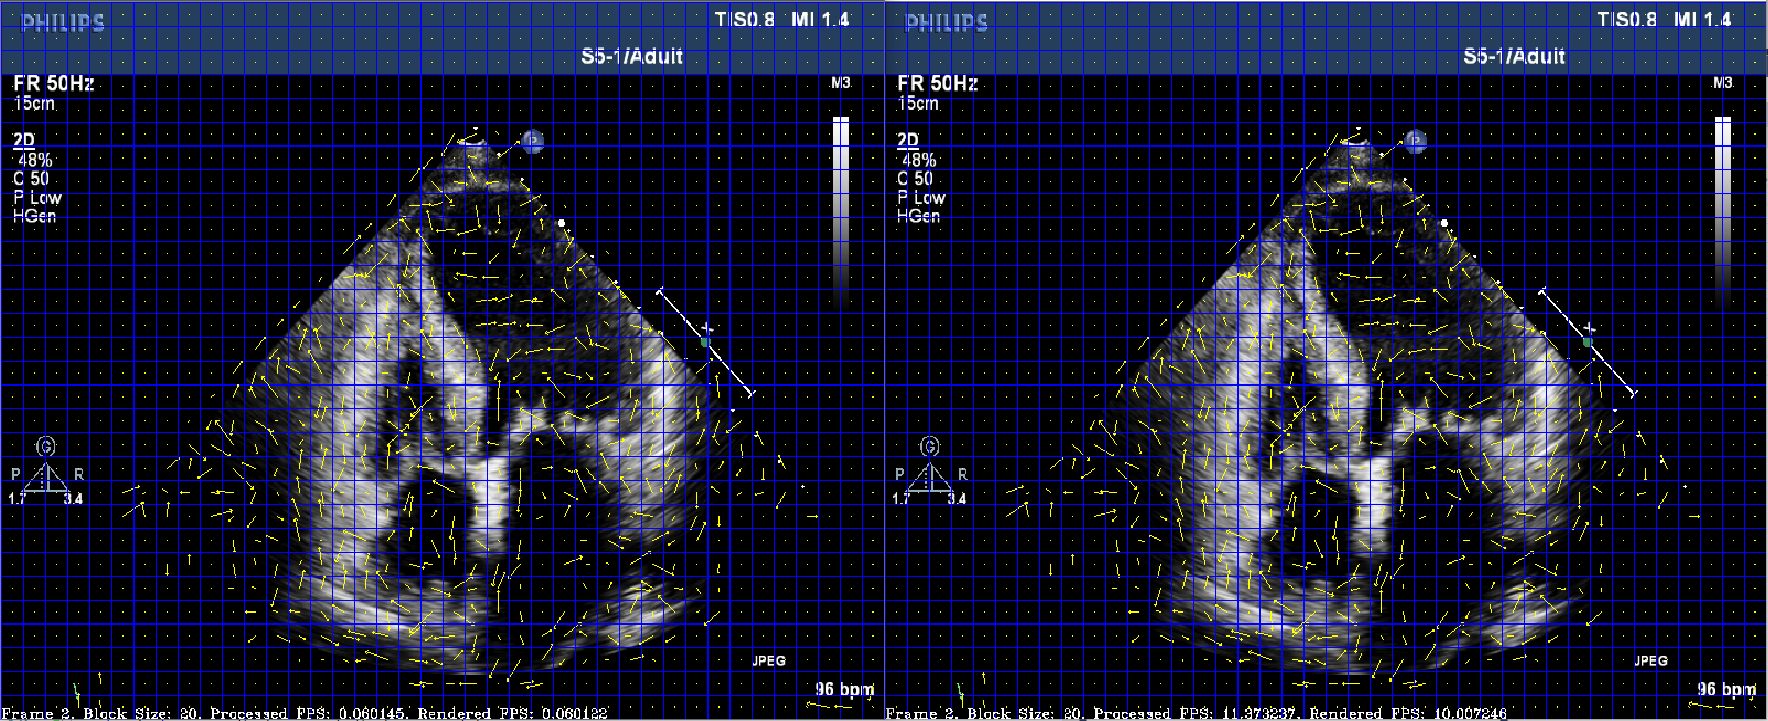 PHILIPS
TIS0.8 MI 1.4
S5-1/Adult
FR 50Hz
15cm
M3
2D
48%
C 50
P Low
HGen
P
G
P R
1.7 3.4
JPEG
96 bpm
Frame 2. Block Size: 20. Processed FPS: 0.060145. Rendered FPS: 0.060122
PHILIPS
TIS0.8 MI 1.4
S5-1/Adult
FR 50Hz
15cm
M3
2D
48%
C 50
P Low
HGen
P
G
P R
1.7 3.4
JPEG
96 bpm
Frame 2. Block Size: 20. Processed FPS: 11.373237. Rendered FPS: 10.007246